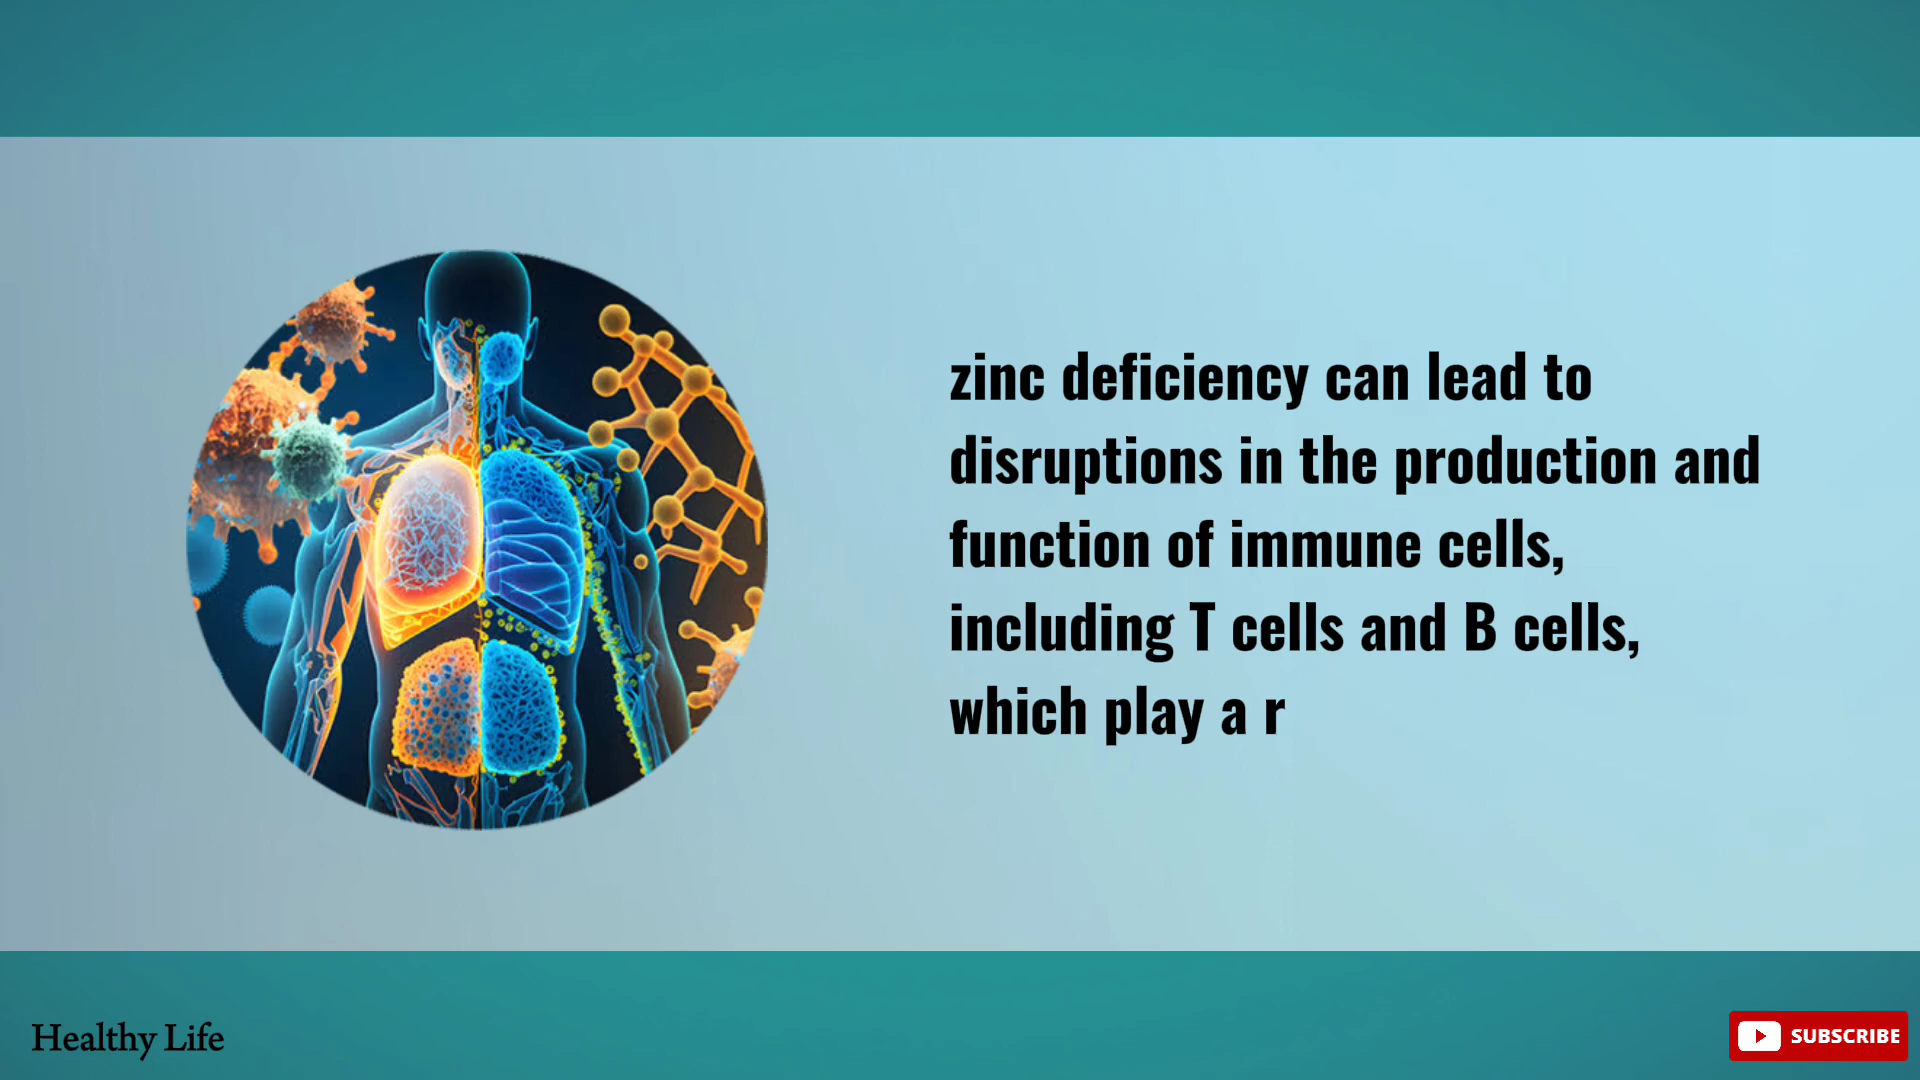 zinc deficiency can lead to
disruptions in the production and
function of immune cells,
including T cells and B cells,
which play a r
Healthy Life
SUBSCRIBE